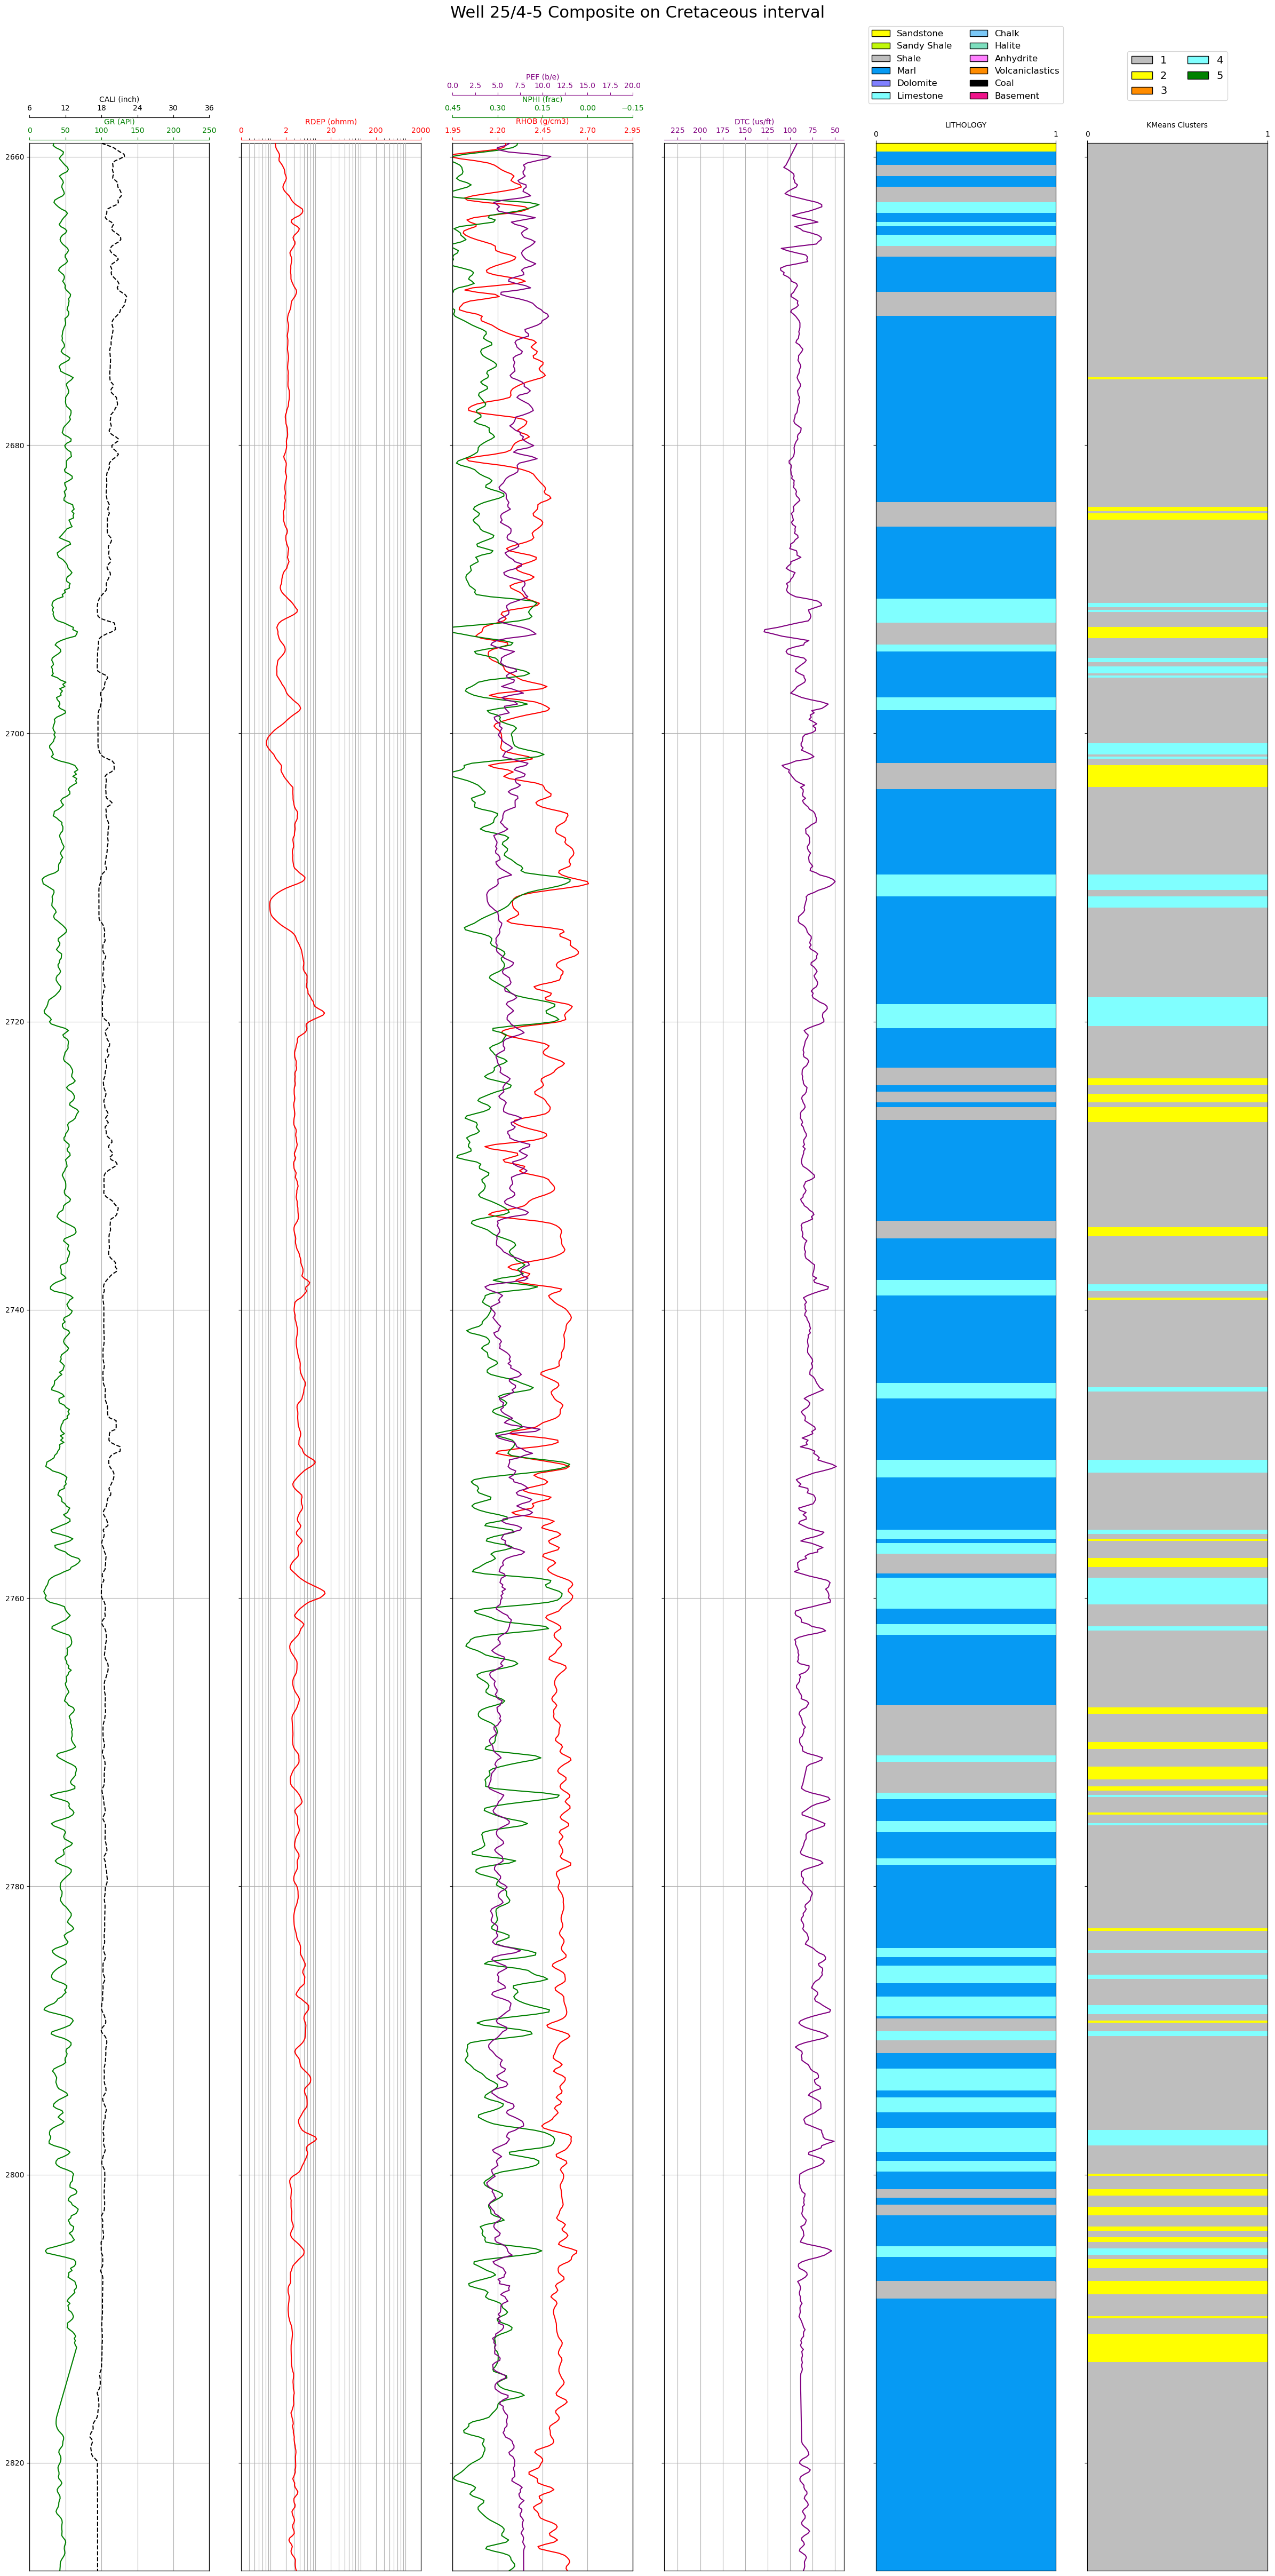 Well 25/4-5 Composite on Cretaceous interval
Sandstone Chalk
Sandy Shale Halite
Shale Anhydrite
Marl Volcaniclastics
Dolomite Coal
Limestone Basement
1 4
2 5
3
PEF (b/e)
0.0 2.5 5.0 7.5 10.0 12.5 15.0 17.5 20.0
CALI (inch)
6 12 18 24 30 36
NPHI (frac)
0.45 0.30 0.15 0.00 −0.15
GR (API)
0 50 100 150 200 250
RDEP (ohmm)
0 2 20 200 2000
RHOB (g/cm3)
1.95 2.20 2.45 2.70 2.95
DTC (us/ft)
225 200 175 150 125 100 75 50
LITHOLOGY
0 1
KMeans Clusters
0 1
2660
2680
2700
2720
2740
2760
2780
2800
2820